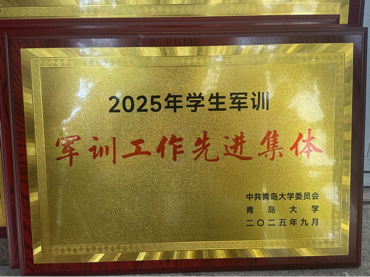 2025年学生军训
军训工作先进集体
中共青岛大学委员会
青岛大学
二〇二五年九月